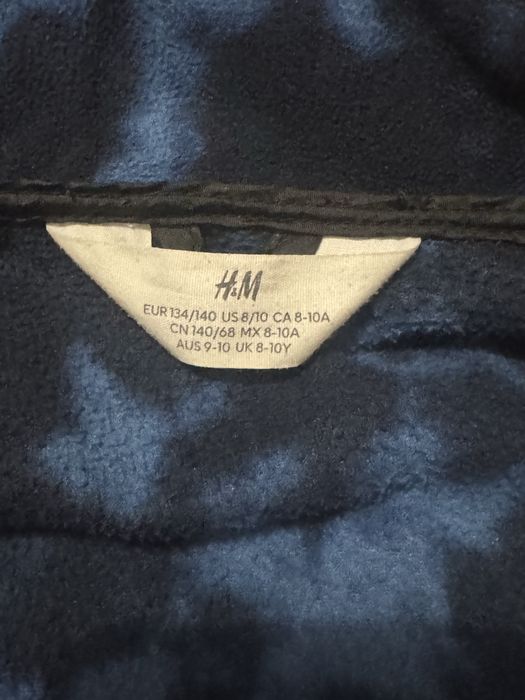 H&M
EUR 134/140 US 8/10 CA 8-10A
CN 140/68 MX 8-10A
AUS 9-10 UK 8-10Y